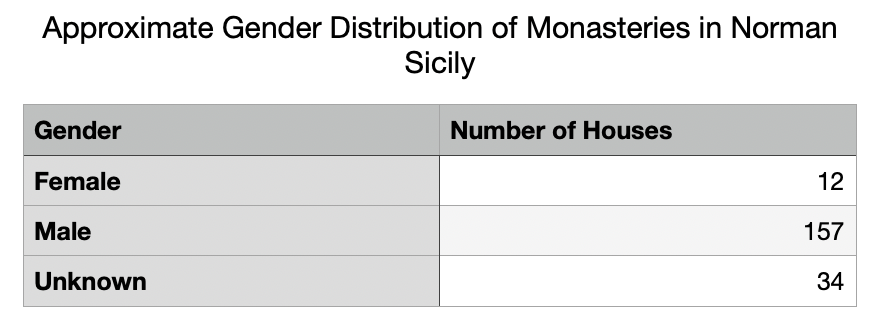 Approximate Gender Distribution of Monasteries in Norman
Sicily
Gender Number of Houses
Female 12
Male 157
Unknown 34